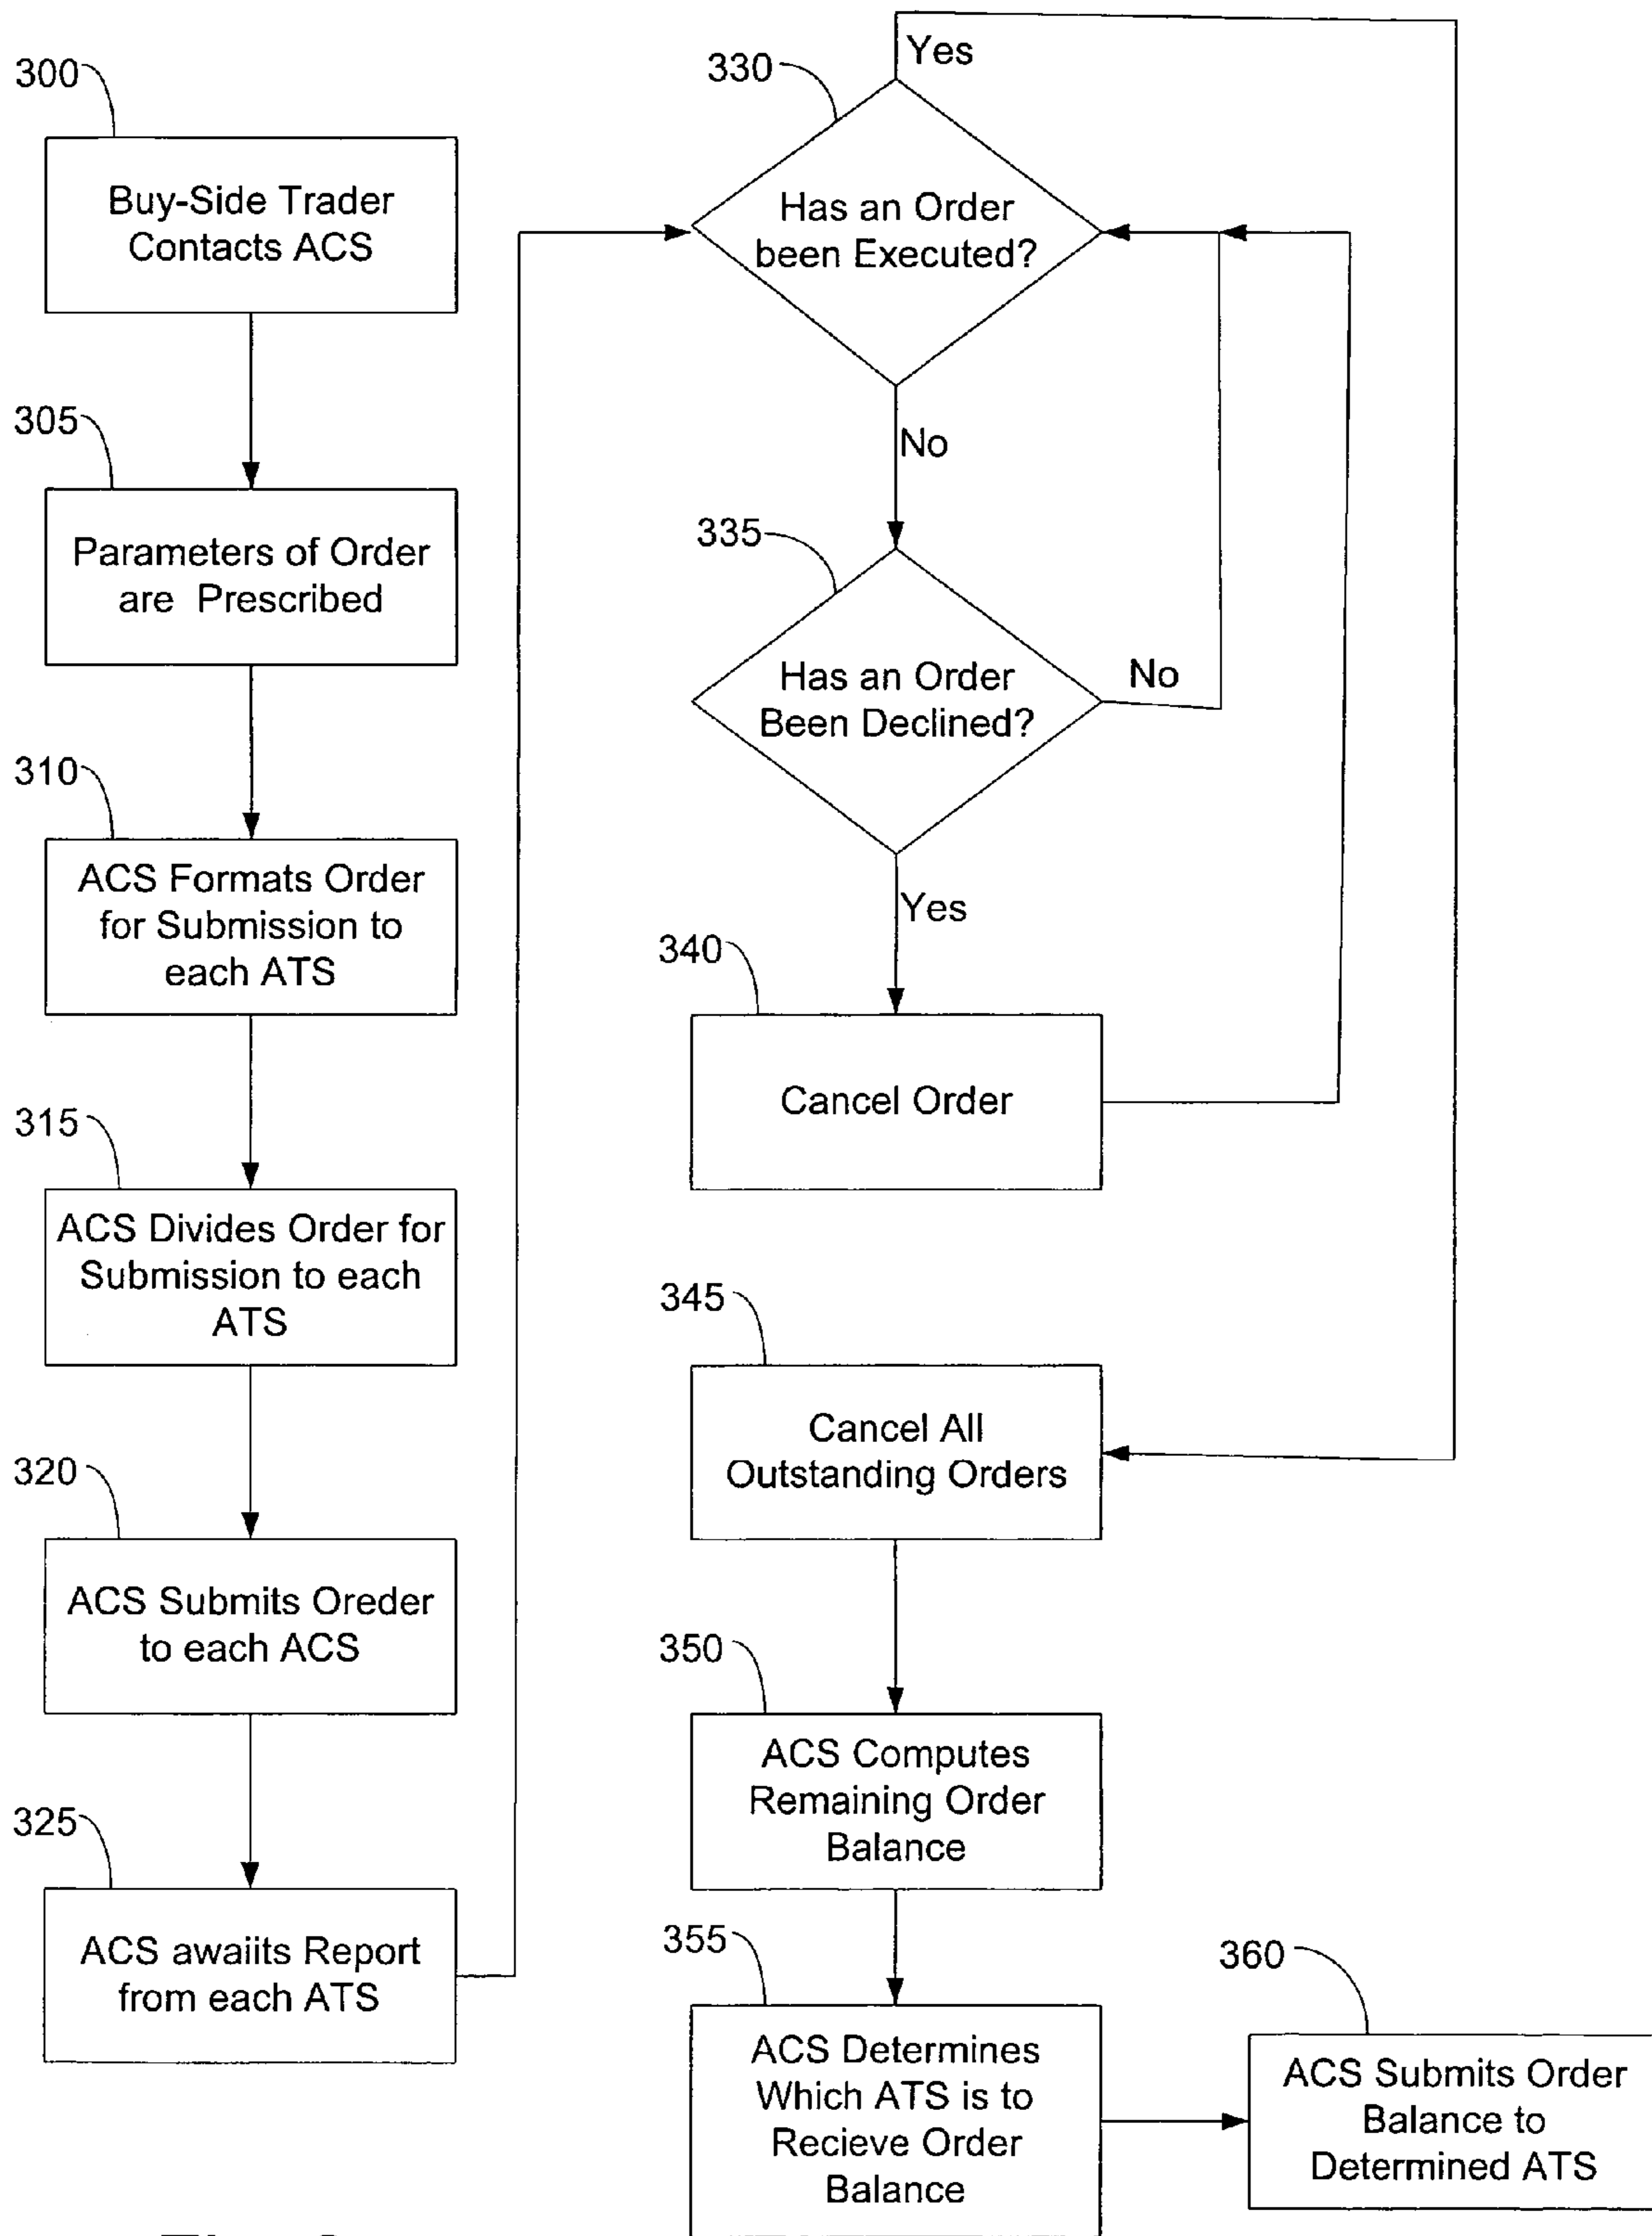 300
Buy-Side Trader
Contacts ACS
305
Parameters of Order
are Prescribed
310
ACS Formats Order
for Submission to
each ATS
315
ACS Divides Order for
Submission to each
ATS
320
ACS Submits Oreder
to each ACS
325
ACS awaiits Report
from each ATS
330
Yes
Has an Order
been Executed?
No
335
Has an Order
Been Declined?
No
Yes
340
Cancel Order
345
Cancel All
Outstanding Orders
350
ACS Computes
Remaining Order
Balance
355
ACS Determines
Which ATS is to
Recieve Order
Balance
360
ACS Submits Order
Balance to
Determined ATS